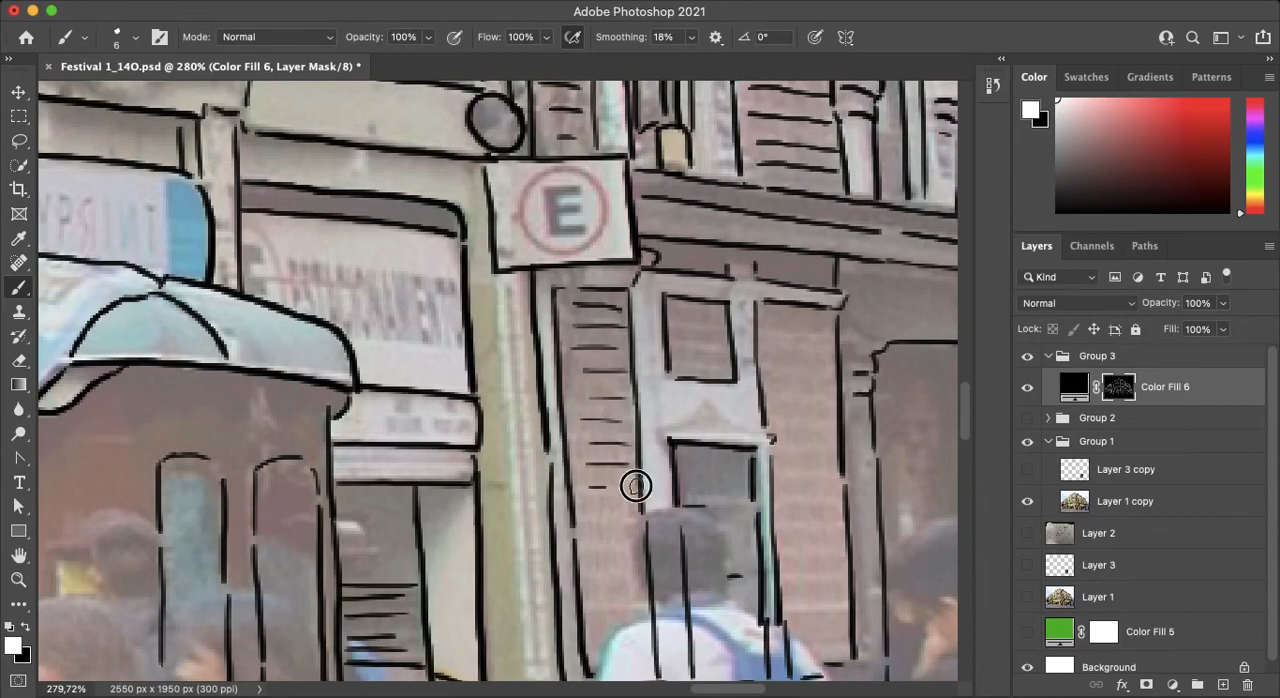 Adobe Photoshop 2021
6 Mode: Normal Opacity: 100% Flow: 100% Smoothing: 18% 0°
Festival 1_14O.psd @ 280% (Color Fill 6, Layer Mask/8) *
Color Swatches Gradients Patterns
E
Layers Channels Paths
Kind
Normal Opacity: 100%
Lock: Fill: 100%
Group 3
Color Fill 6
Group 2
Group 1
Layer 3 copy
Layer 1 copy
Layer 2
Layer 3
Layer 1
Color Fill 5
Background
279,72% 2550 px x 1950 px (300 ppi)